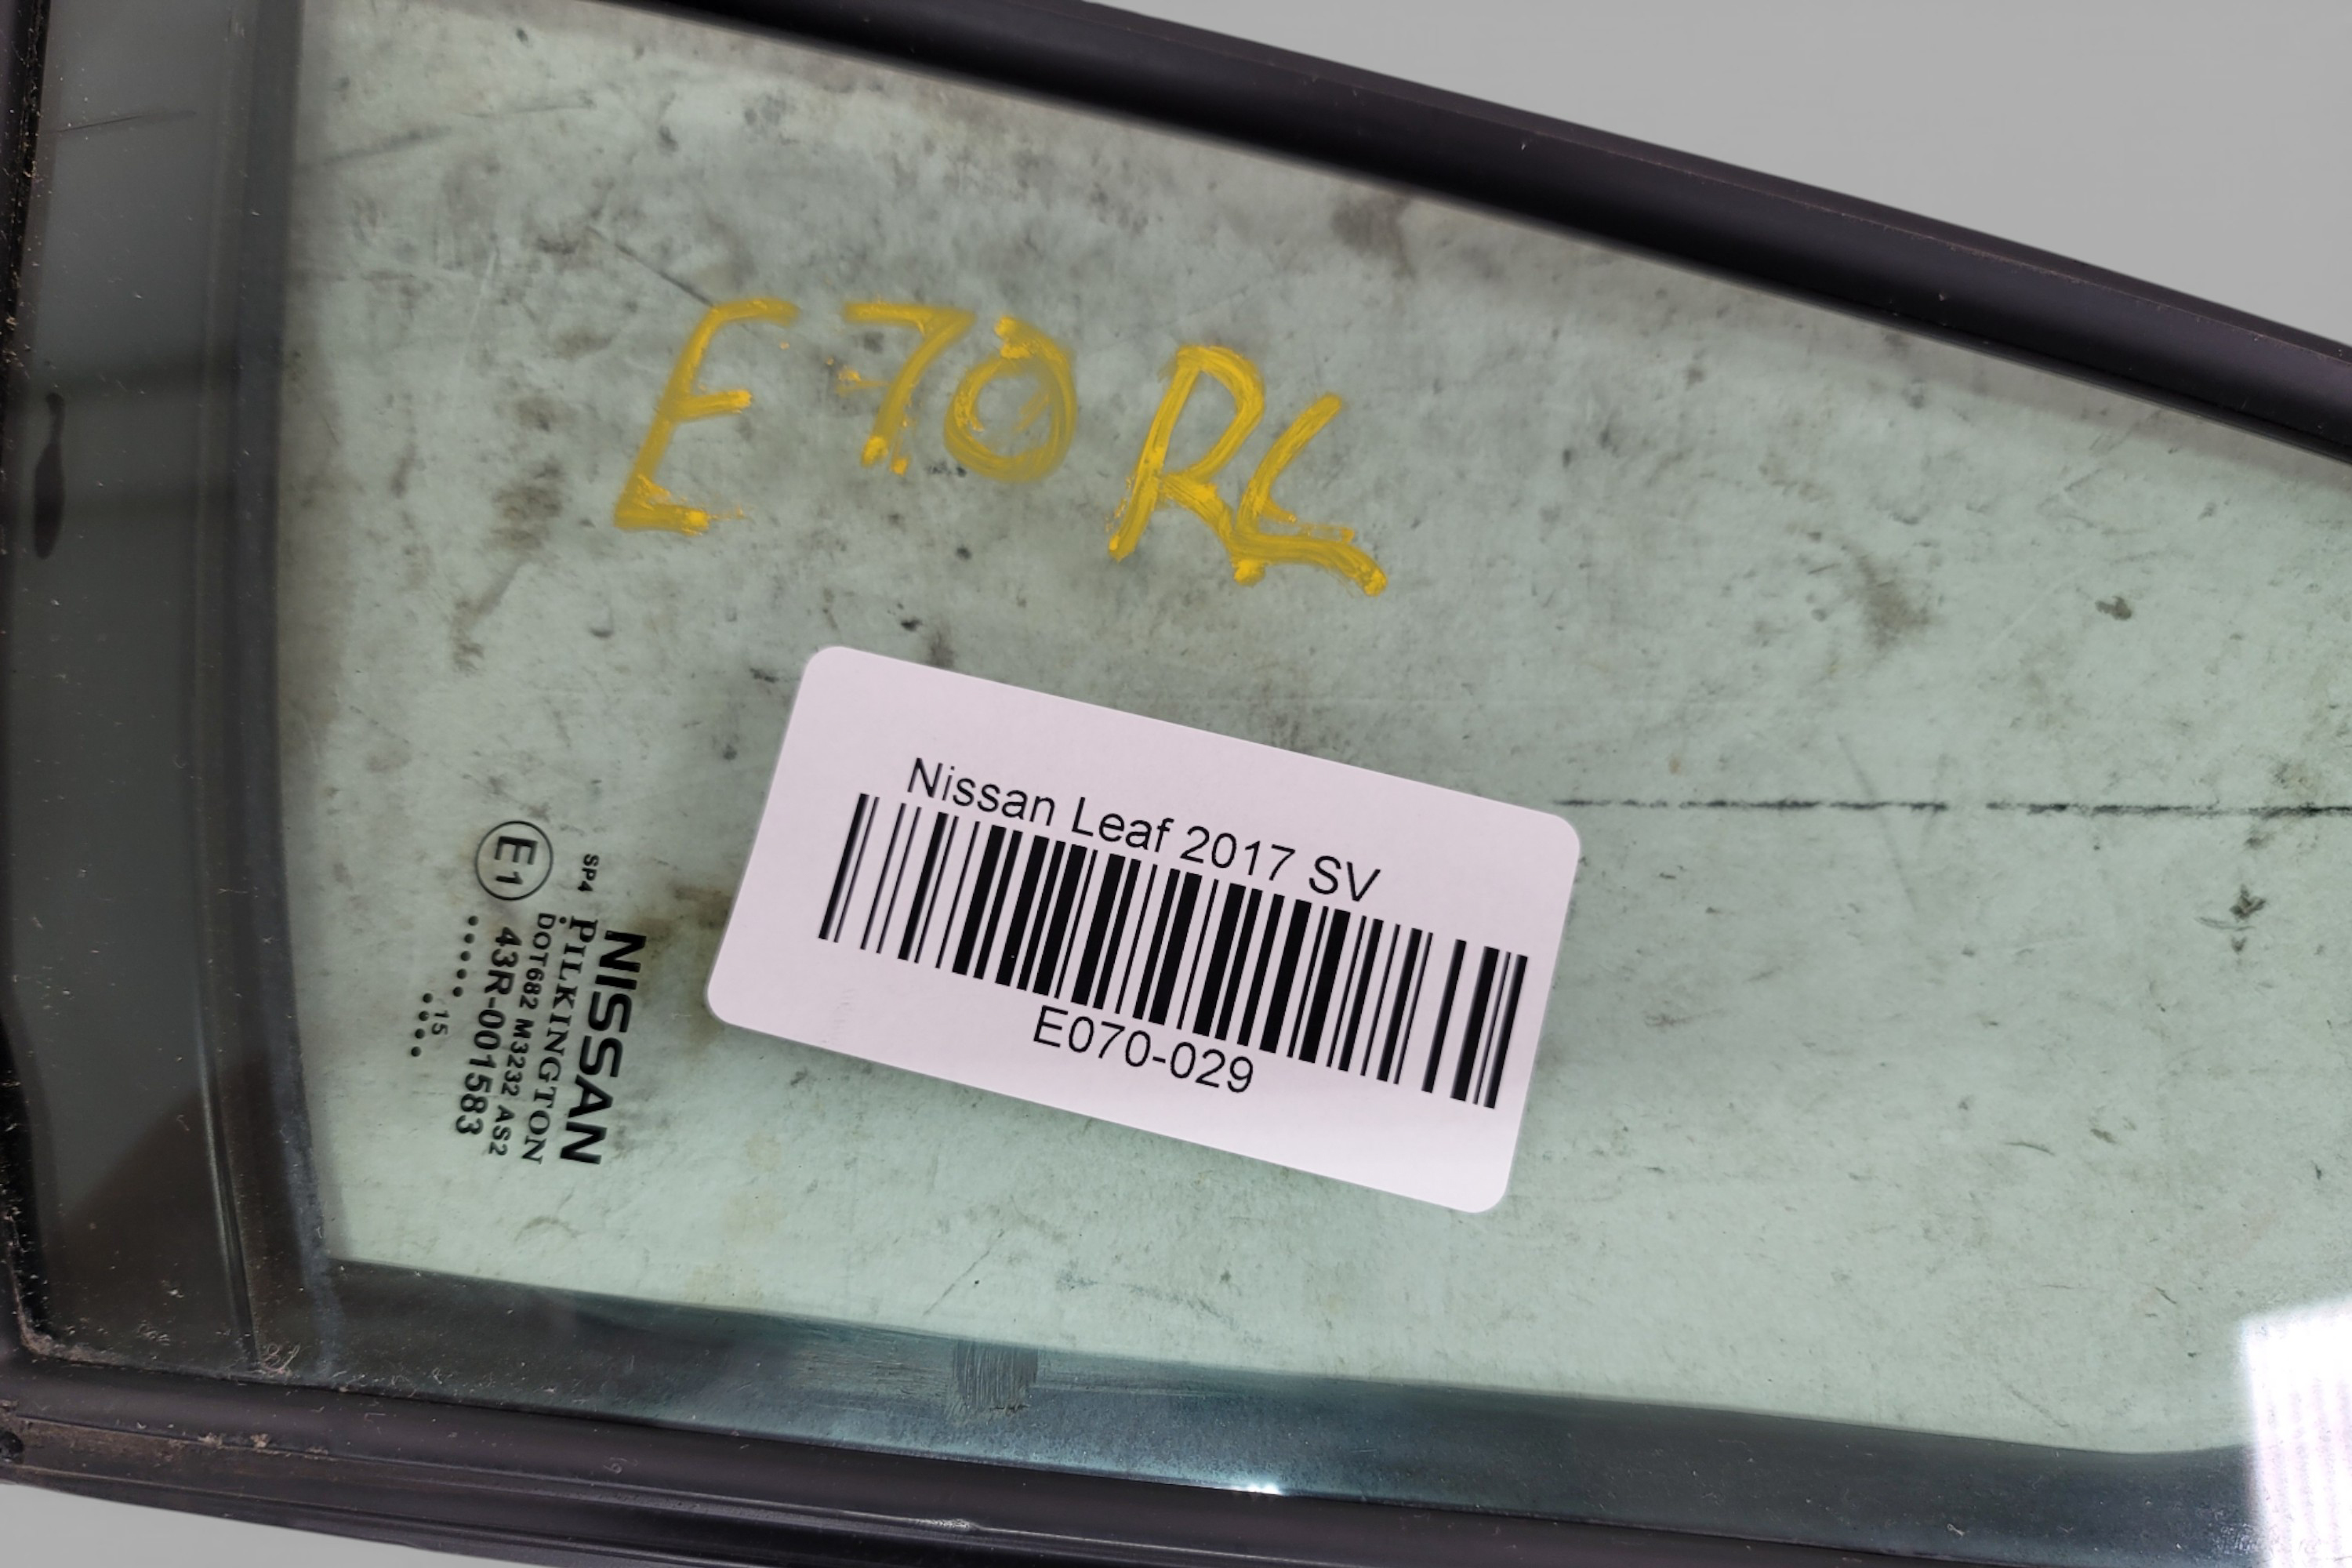 E70 RL
Nissan Leaf 2017 SV
E070-029
NISSAN
SP4 PILKINGTON
DOT682 M3232 AS2
E1 43R-001583
15